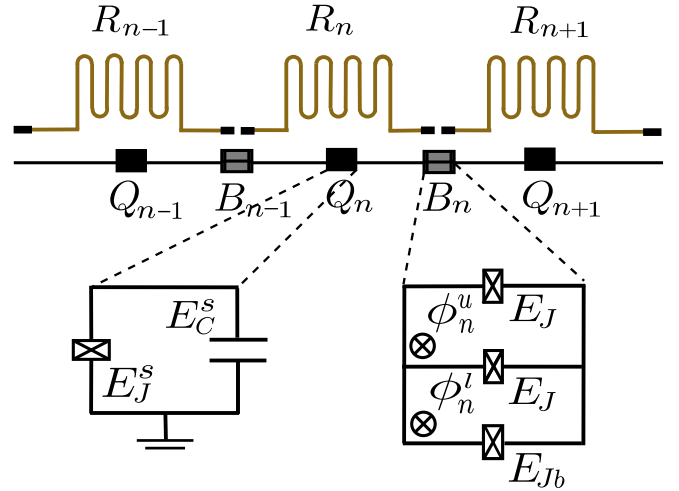 R_{n-1} R_n R_{n+1}
Q_{n-1} B_{n-1} Q_n B_n Q_{n+1}
E_C^s
E_J^s
ϕ_n^u E_J
ϕ_n^l E_J
E_{Jb}